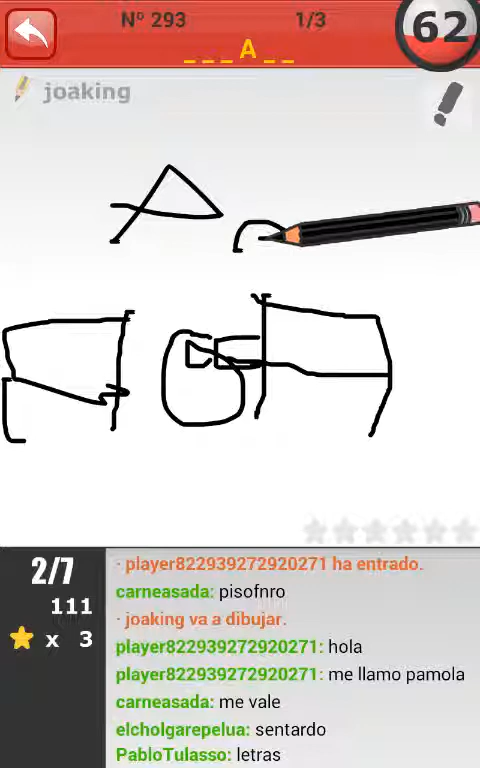 Nº 293 1/3 62
_ _ _ A _ _
joaking
2/7
111
x 3
· player822939272920271 ha entrado.
carneasada: pisofnro
· joaking va a dibujar.
player822939272920271: hola
player822939272920271: me llamo pamola
carneasada: me vale
elcholgarepelua: sentardo
PabloTulasso: letras